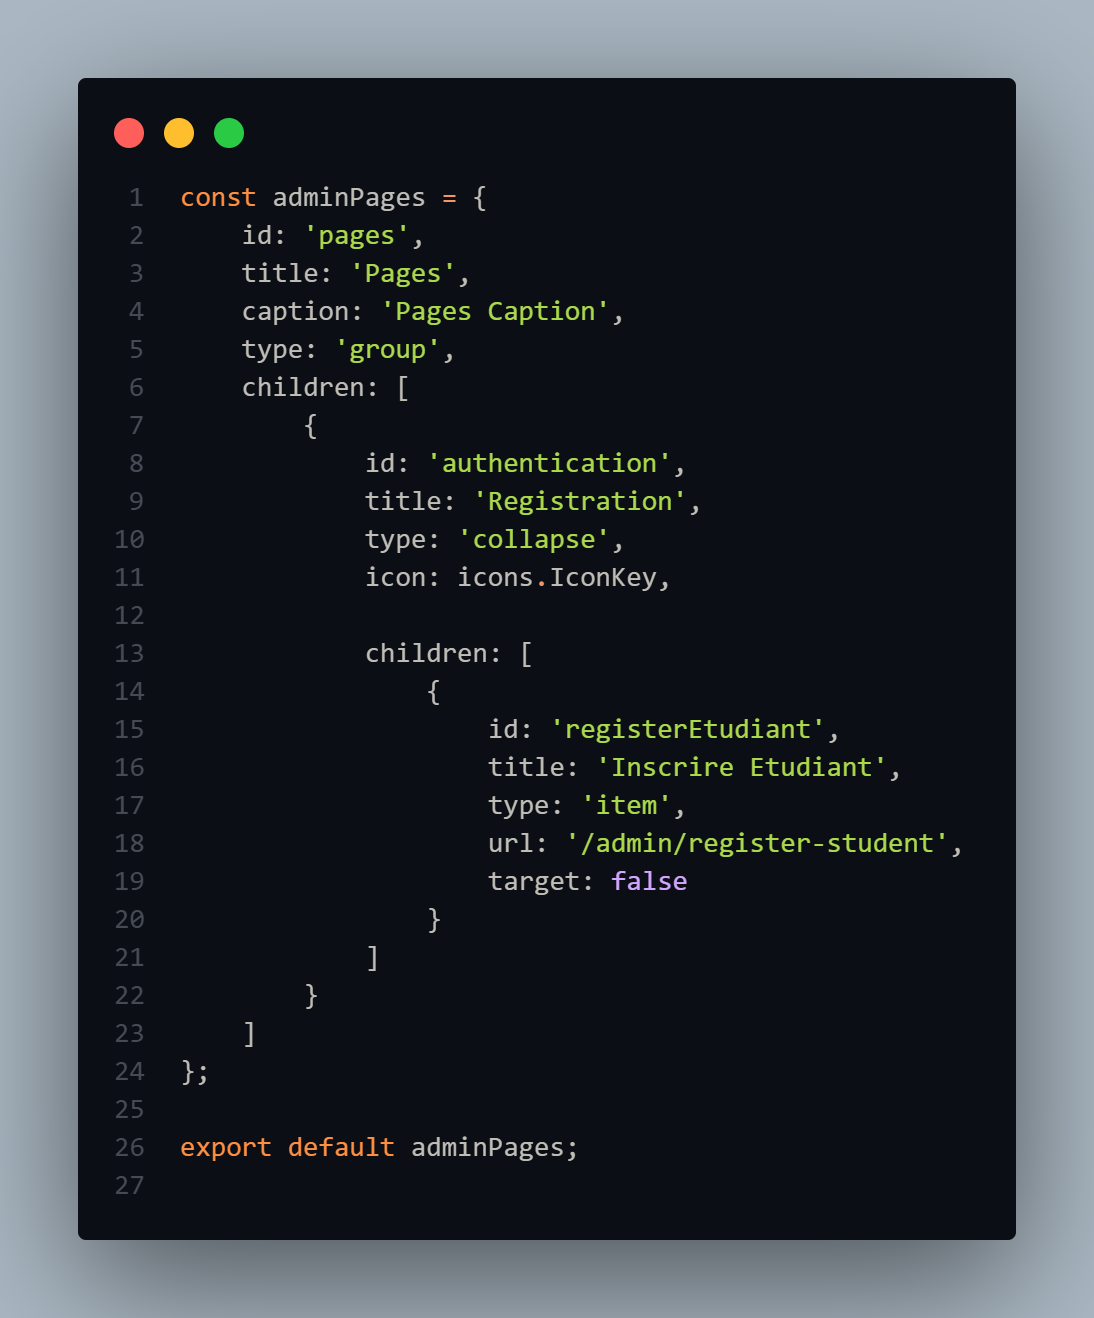 1 const adminPages = {
2     id: 'pages',
3     title: 'Pages',
4     caption: 'Pages Caption',
5     type: 'group',
6     children: [
7         {
8             id: 'authentication',
9             title: 'Registration',
10             type: 'collapse',
11             icon: icons.IconKey,
12
13             children: [
14                 {
15                     id: 'registerEtudiant',
16                     title: 'Inscrire Etudiant',
17                     type: 'item',
18                     url: '/admin/register-student',
19                     target: false
20                 }
21             ]
22         }
23     ]
24 };
25
26 export default adminPages;
27